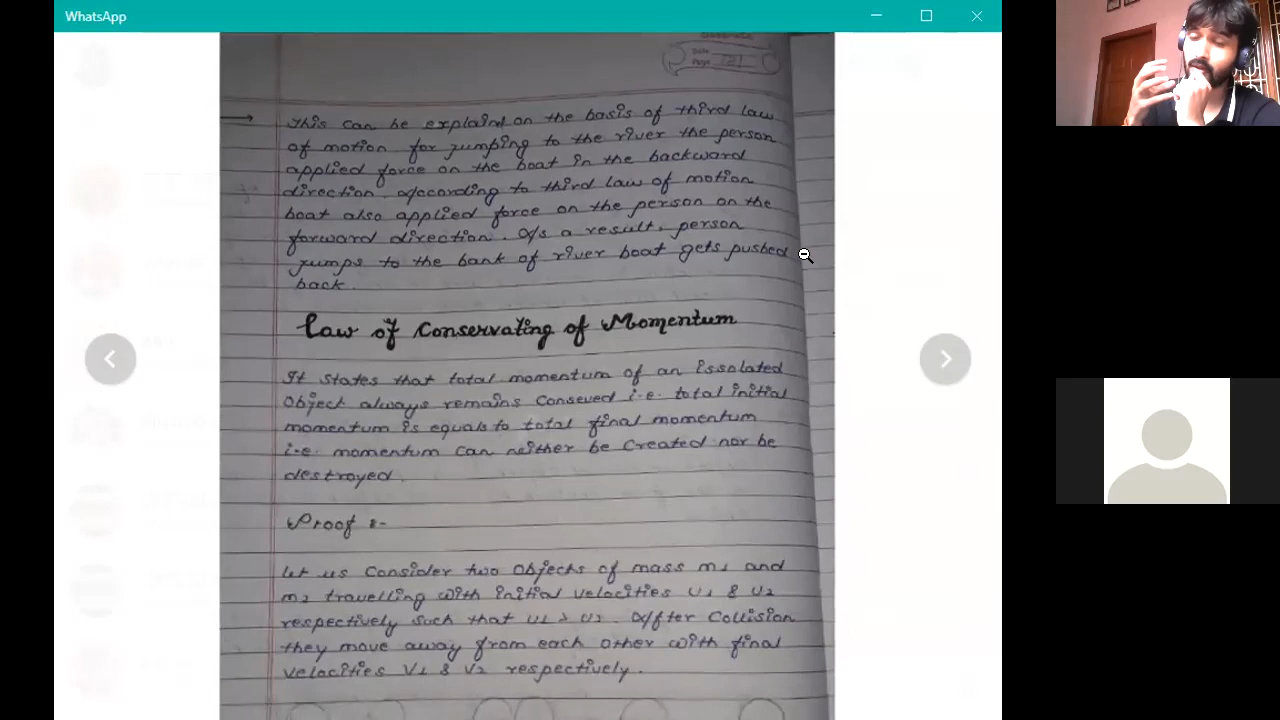 WhatsApp
Classmate
Date
Page 121
This can be explaind on the basis of third law
of motion for jumping to the river the person
applied force on the boat in the backward
direction. According to third law of motion
boat also applied force on the person on the
forward direction. As a result, person
jumps to the bank of river boat gets pushed
back.
Law of Conservating of Momentum
It states that total momentum of an issolated
object always remains conseved i.e. total initial
momentum is equals to total final momentum
i.e. momentum can neither be created nor be
destroyed.
Proof :-
Let us consider two objects of mass m1 and
m2 travelling with initial velocities u1 & u2
respectively such that u1 > u2. After collision
they move away from each other with final
velocities v1 & v2 respectively.